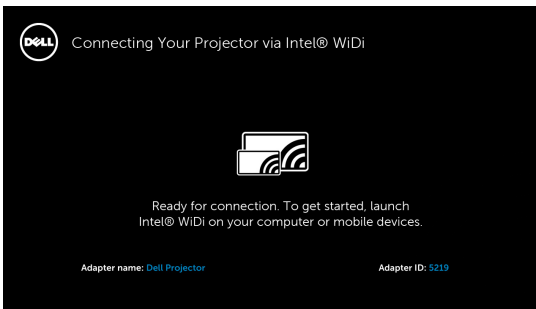 DELL
Connecting Your Projector via Intel® WiDi
Ready for connection. To get started, launch
Intel® WiDi on your computer or mobile devices.
Adapter name: Dell Projector
Adapter ID: 5219